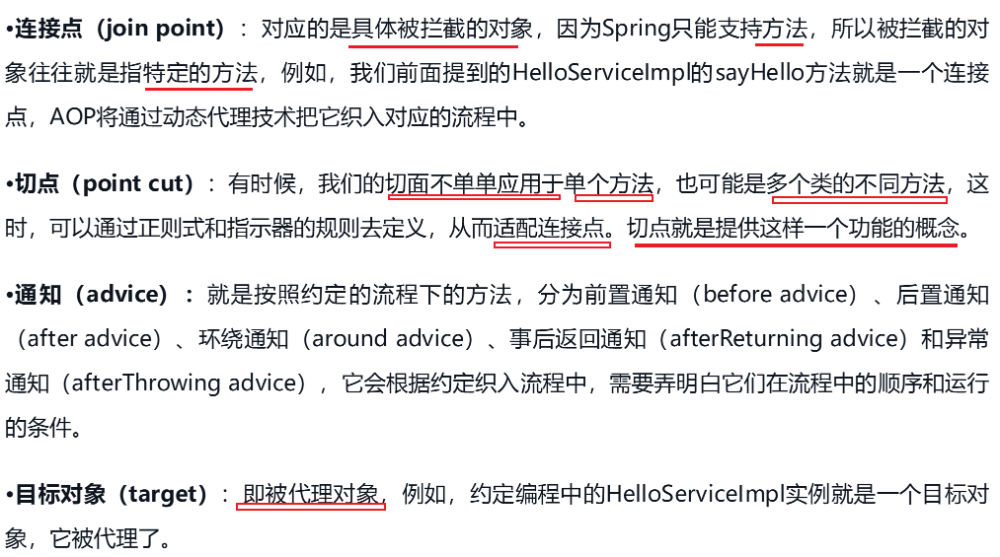 •连接点（join point）：对应的是具体被拦截的对象，因为Spring只能支持方法，所以被拦截的对
象往往就是指特定的方法，例如，我们前面提到的HelloServiceImpl的sayHello方法就是一个连接
点，AOP将通过动态代理技术把它织入对应的流程中。
•切点（point cut）：有时候，我们的切面不单单应用于单个方法，也可能是多个类的不同方法，这
时，可以通过正则式和指示器的规则去定义，从而适配连接点。切点就是提供这样一个功能的概念。
•通知（advice）：就是按照约定的流程下的方法，分为前置通知（before advice）、后置通知
（after advice）、环绕通知（around advice）、事后返回通知（afterReturning advice）和异常
通知（afterThrowing advice），它会根据约定织入流程中，需要弄明白它们在流程中的顺序和运行
的条件。
•目标对象（target）：即被代理对象，例如，约定编程中的HelloServiceImpl实例就是一个目标对
象，它被代理了。